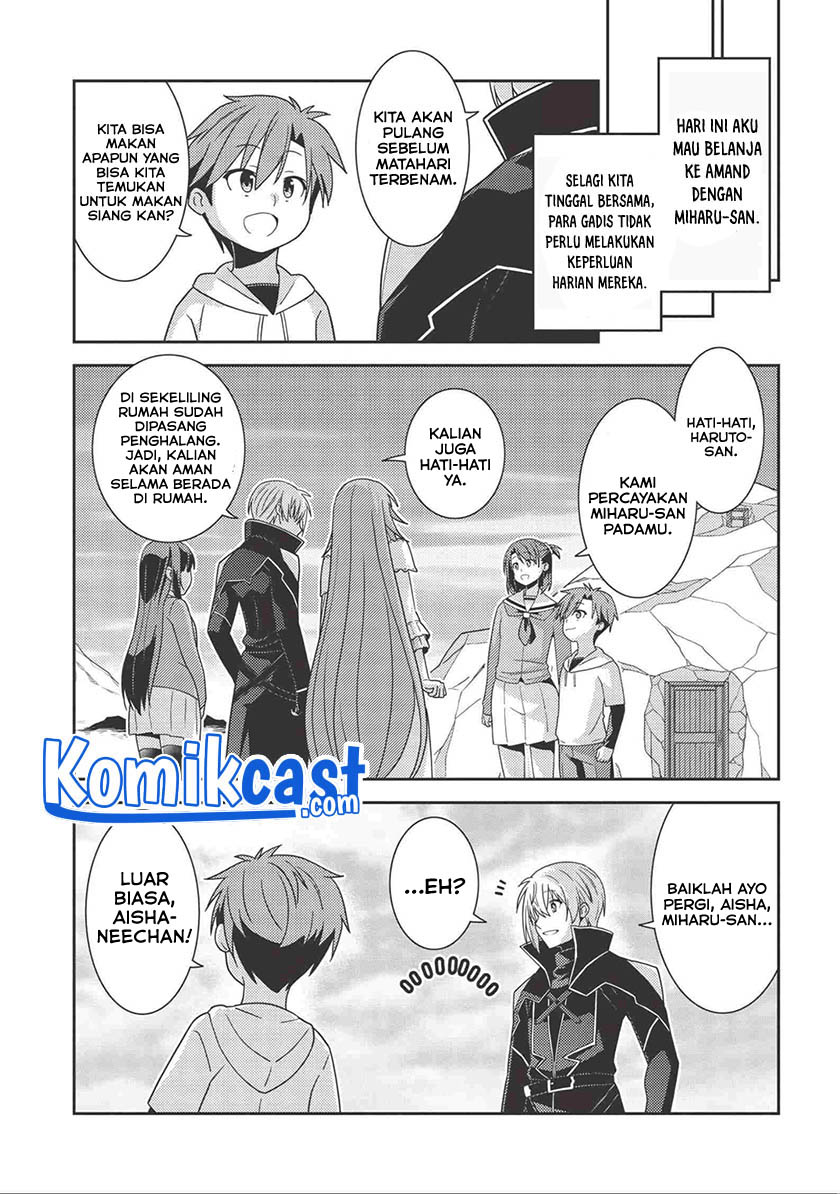 HARI INI AKU
MAU BELANJA
KE AMAND
DENGAN
MIHARU-SAN.
SELAGI KITA
TINGGAL BERSAMA,
PARA GADIS TIDAK
PERLU MELAKUKAN
KEPERLUAN
HARIAN MEREKA.
KITA AKAN
PULANG
SEBELUM
MATAHARI
TERBENAM.
KITA BISA
MAKAN
APAPUN YANG
BISA KITA
TEMUKAN
UNTUK MAKAN
SIANG KAN?
HATI-HATI,
HARUTO-
SAN.
KAMI
PERCAYAKAN
MIHARU-SAN
PADAMU.
KALIAN
JUGA
HATI-HATI
YA.
DI SEKELILING
RUMAH SUDAH
DIPASANG
PENGHALANG.
JADI, KALIAN
AKAN AMAN
SELAMA BERADA
DI RUMAH.
Komikcast
.com
BAIKLAH AYO
PERGI, AISHA,
MIHARU-SAN...
...EH?
OOOOOOOOOO
LUAR
BIASA,
AISHA-
NEECHAN!